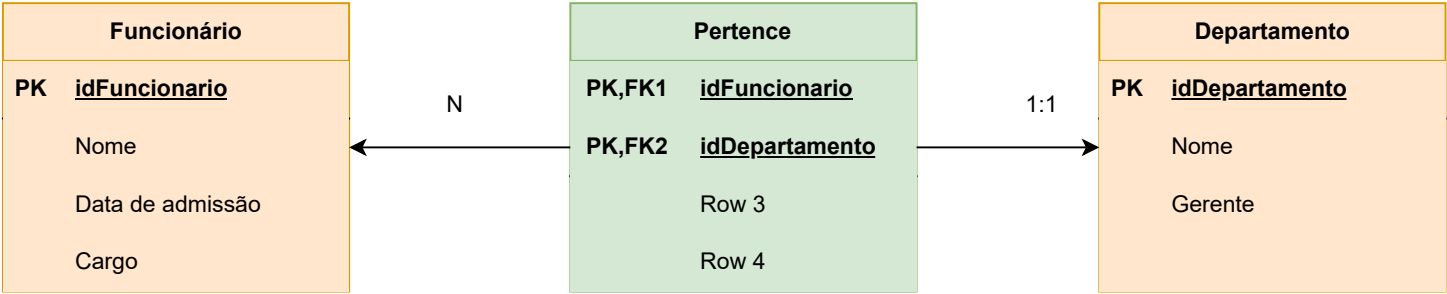 Funcionário
PK idFuncionario
Nome
Data de admissão
Cargo
N
Pertence
PK,FK1 idFuncionario
PK,FK2 idDepartamento
Row 3
Row 4
1:1
Departamento
PK idDepartamento
Nome
Gerente